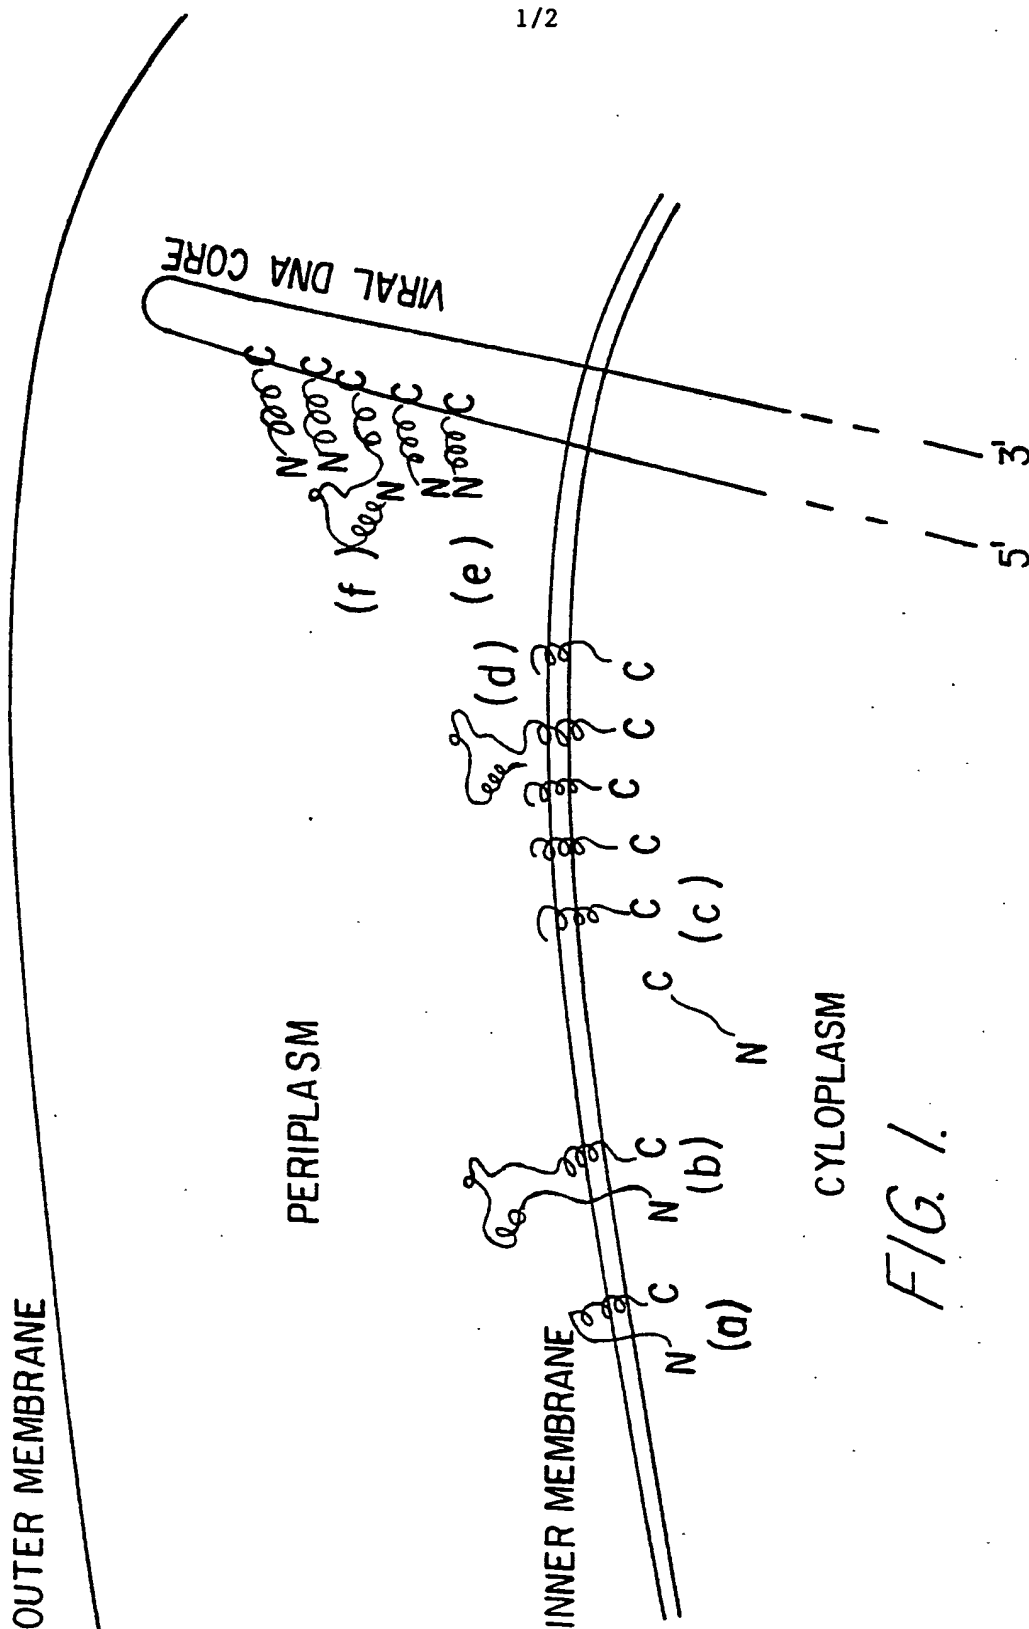 1/2
OUTER MEMBRANE
PERIPLASM
VIRAL DNA CORE
C
C
C
C
C
N
N
N
N
N
(f)
(e)
(d)
INNER MEMBRANE
N
C
(a)
N
C
(b)
N
C
C
(c)
C
C
C
C
5'
3'
CYLOPLASM
FIG. 1.